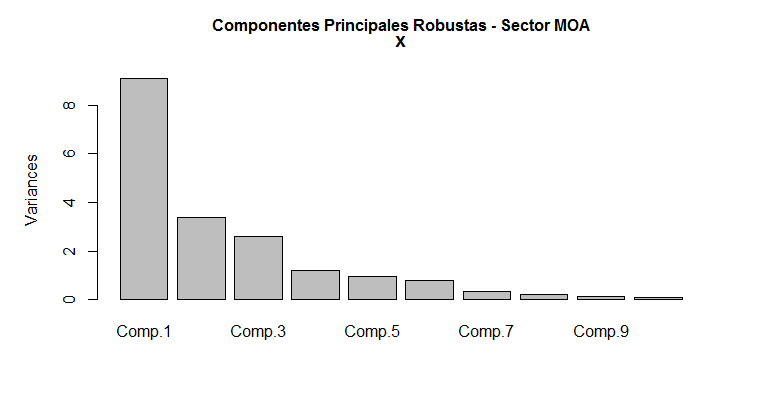 Componentes Principales Robustas - Sector MOA
X
Variances
8
6
4
2
0
Comp.1
Comp.3
Comp.5
Comp.7
Comp.9